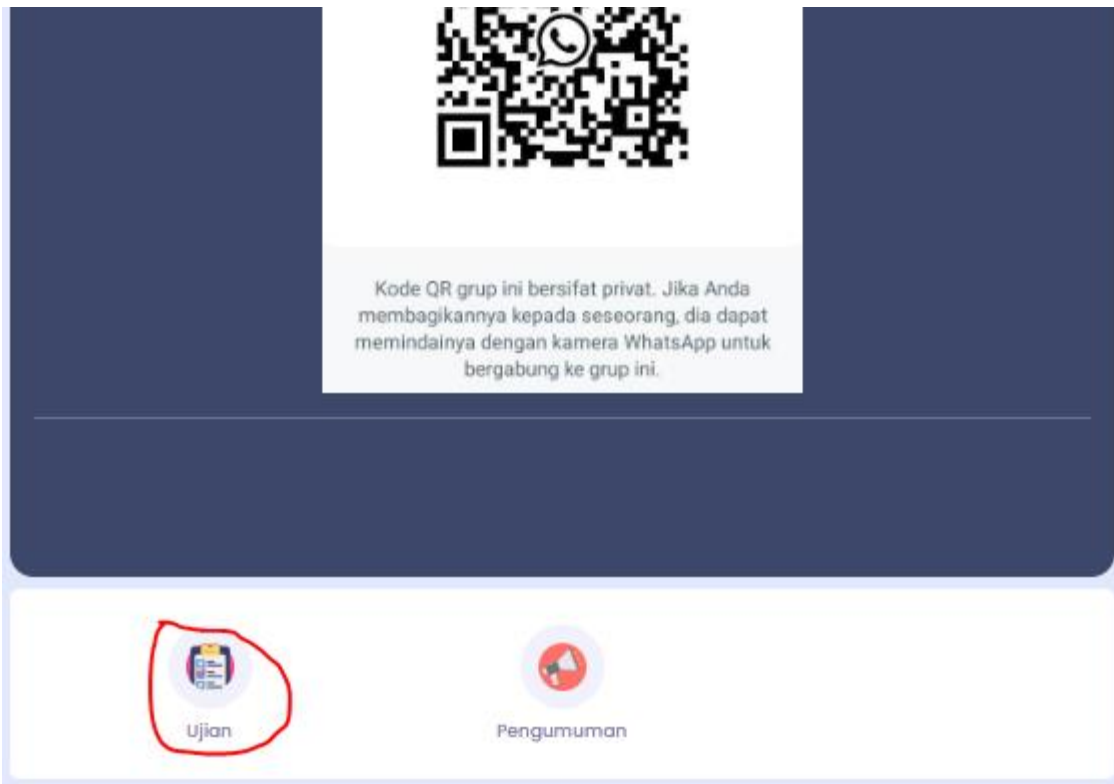 Kode QR grup ini bersifat privat. Jika Anda
membagikannya kepada seseorang, dia dapat
memindainya dengan kamera WhatsApp untuk
bergabung ke grup ini.
Ujian
Pengumuman